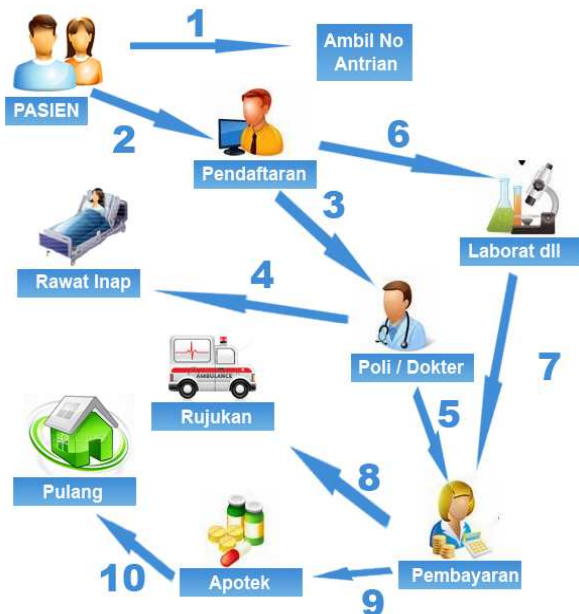 1
Ambil No
Antrian
PASIEN
2
Pendaftaran
6
3
Rawat Inap
4
Laborat dll
AMBULANCE
Rujukan
Poli / Dokter
7
5
Pulang
8
10
Apotek
9
Pembayaran